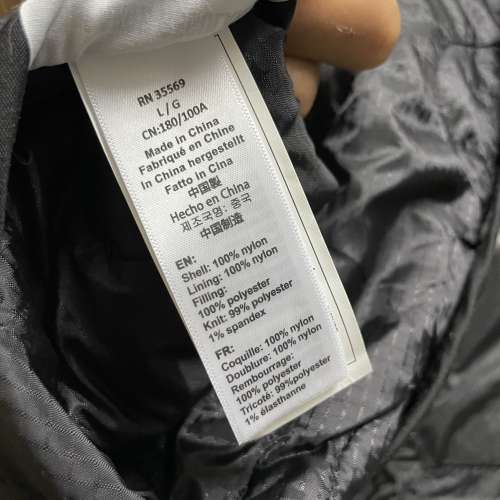 RN 35569
L / G
CN:180/100A
Made in China
Fabriqué en Chine
In China hergestellt
Fatto in Cina
中國製
Hecho en China
제조국명: 중국
中国制造
EN:
Shell: 100% nylon
Lining: 100% nylon
Filling:
100% polyester
Knit: 99% polyester
1% spandex
FR:
Coquille: 100% nylon
Doublure: 100% nylon
Rembourrage:
100% polyester
Tricoté: 99%polyester
1% élasthanne